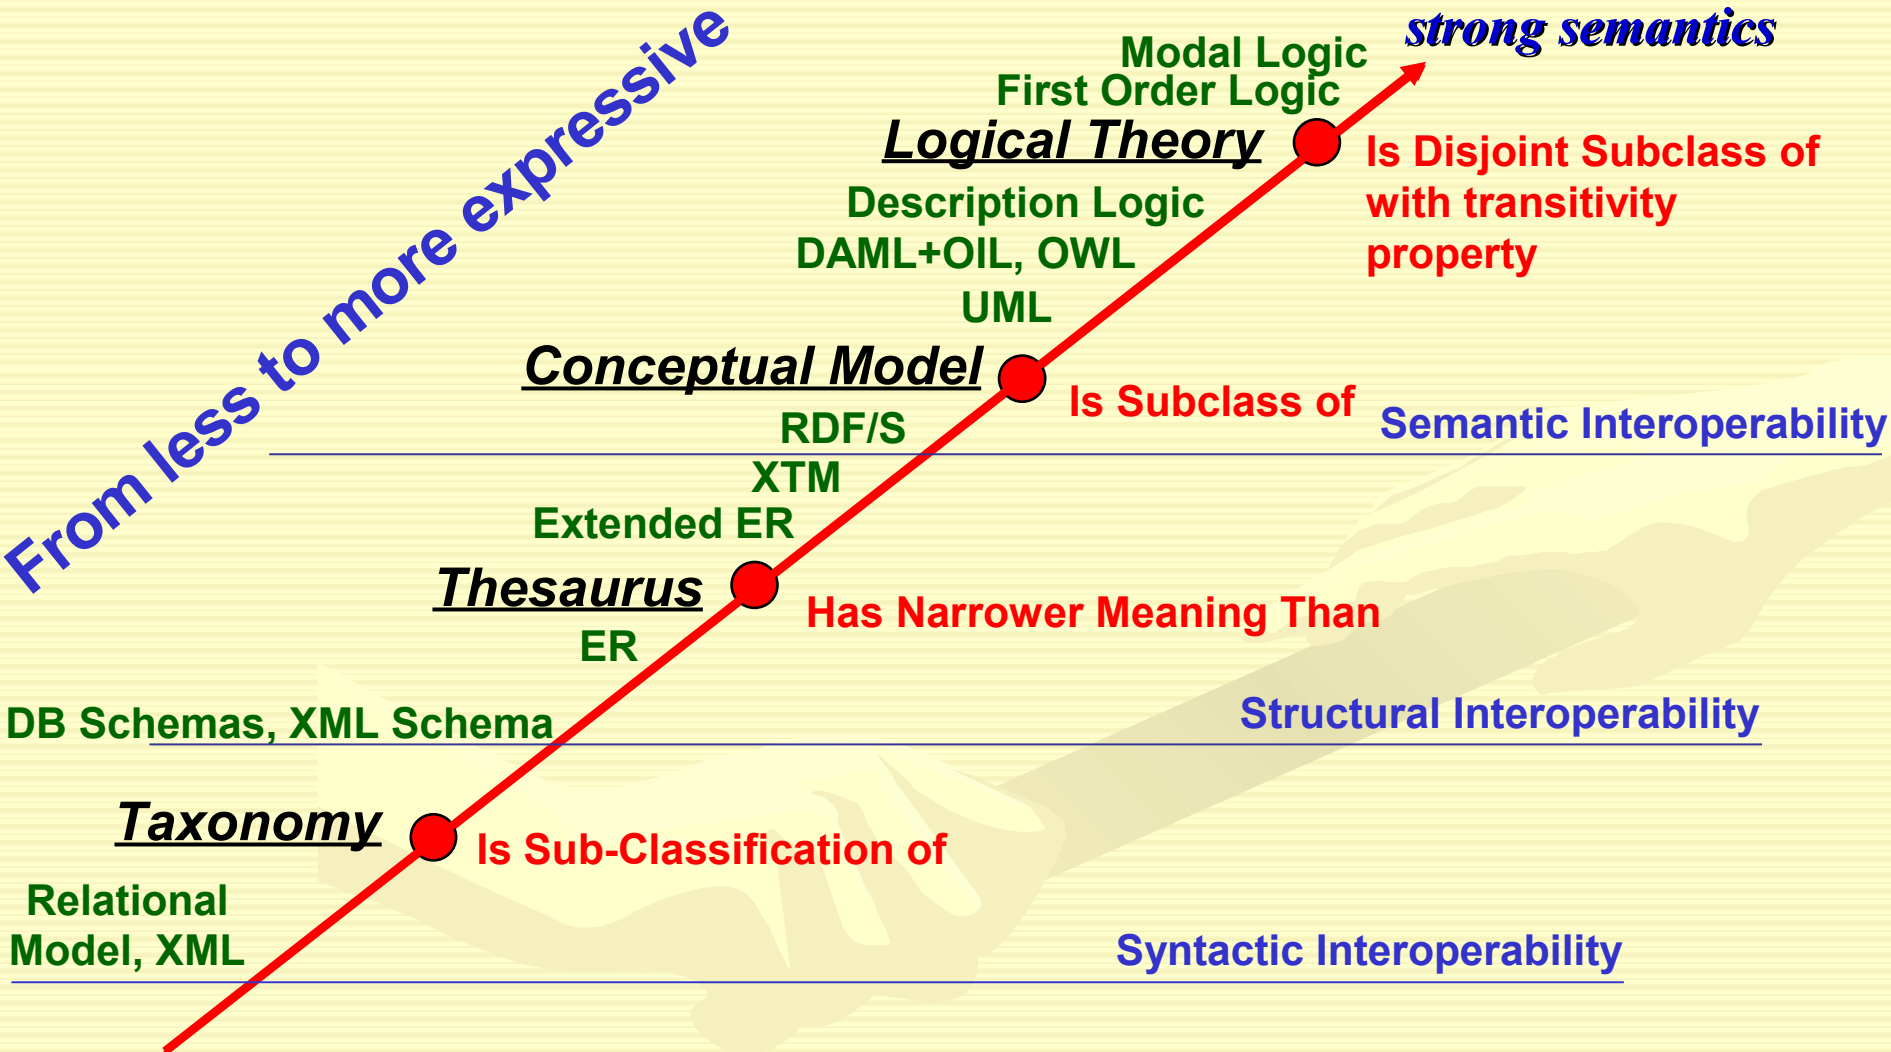 strong semantics
From less to more expressive
Modal Logic
First Order Logic
Logical Theory
Is Disjoint Subclass of
with transitivity
property
Description Logic
DAML+OIL, OWL
UML
Conceptual Model
Is Subclass of
Semantic Interoperability
RDF/S
XTM
Extended ER
Thesaurus
Has Narrower Meaning Than
ER
DB Schemas, XML Schema
Structural Interoperability
Taxonomy
Is Sub-Classification of
Relational
Model, XML
Syntactic Interoperability